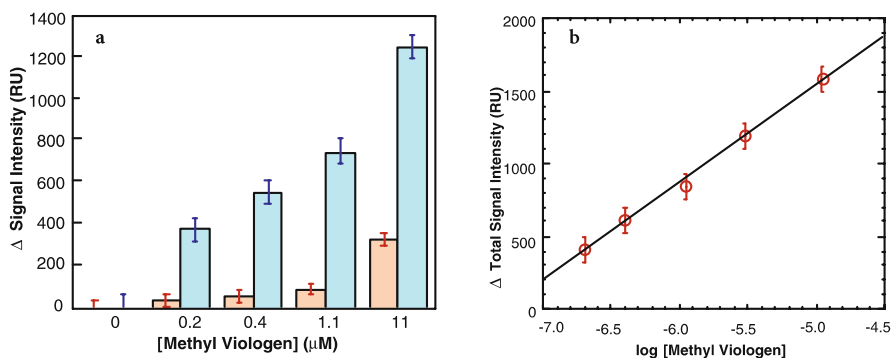 a
Δ Signal Intensity (RU)
1400
1200
1000
800
600
400
200
0
0 0.2 0.4 1.1 11
[Methyl Viologen] (μM)
b
Δ Total Signal Intensity (RU)
2000
1500
1000
500
0
-7.0 -6.5 -6.0 -5.5 -5.0 -4.5
log [Methyl Viologen]